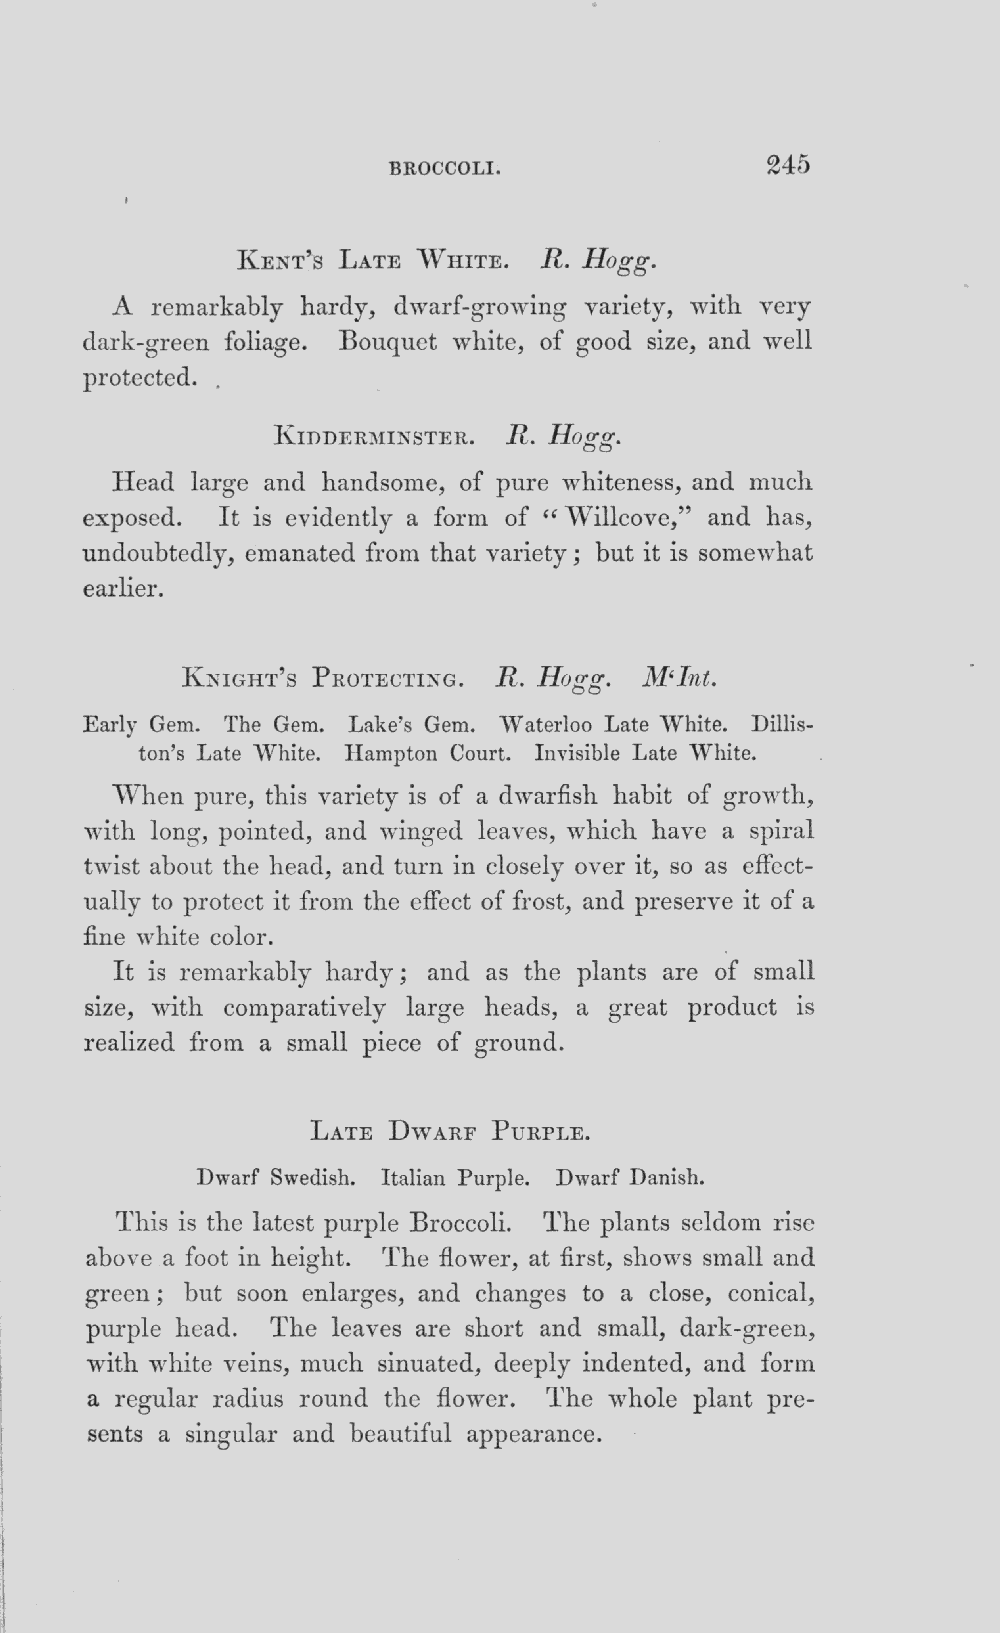 BROCCOLI. 245
KENT'S LATE WHITE. R. Hogg.
A remarkably hardy, dwarf-growing variety, with very
dark-green foliage. Bouquet white, of good size, and well
protected.
KIDDERMINSTER. R. Hogg.
Head large and handsome, of pure whiteness, and much
exposed. It is evidently a form of “Willcove,” and has,
undoubtedly, emanated from that variety; but it is somewhat
earlier.
KNIGHT'S PROTECTING. R. Hogg. M‘Int.
Early Gem. The Gem. Lake's Gem. Waterloo Late White. Dillis-
ton's Late White. Hampton Court. Invisible Late White.
When pure, this variety is of a dwarfish habit of growth,
with long, pointed, and winged leaves, which have a spiral
twist about the head, and turn in closely over it, so as effect-
ually to protect it from the effect of frost, and preserve it of a
fine white color.
It is remarkably hardy; and as the plants are of small
size, with comparatively large heads, a great product is
realized from a small piece of ground.
LATE DWARF PURPLE.
Dwarf Swedish. Italian Purple. Dwarf Danish.
This is the latest purple Broccoli. The plants seldom rise
above a foot in height. The flower, at first, shows small and
green; but soon enlarges, and changes to a close, conical,
purple head. The leaves are short and small, dark-green,
with white veins, much sinuated, deeply indented, and form
a regular radius round the flower. The whole plant pre-
sents a singular and beautiful appearance.